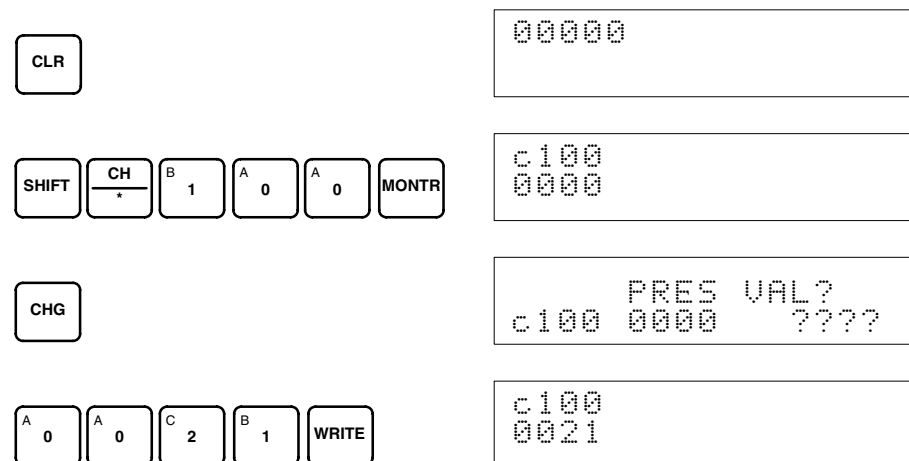 CLR
00000
SHIFT CH * B 1 A 0 A 0 MONTR
c100
0000
CHG
PRES VAL?
c100 0000 ????
A 0 A 0 C 2 B 1 WRITE
c100
0021